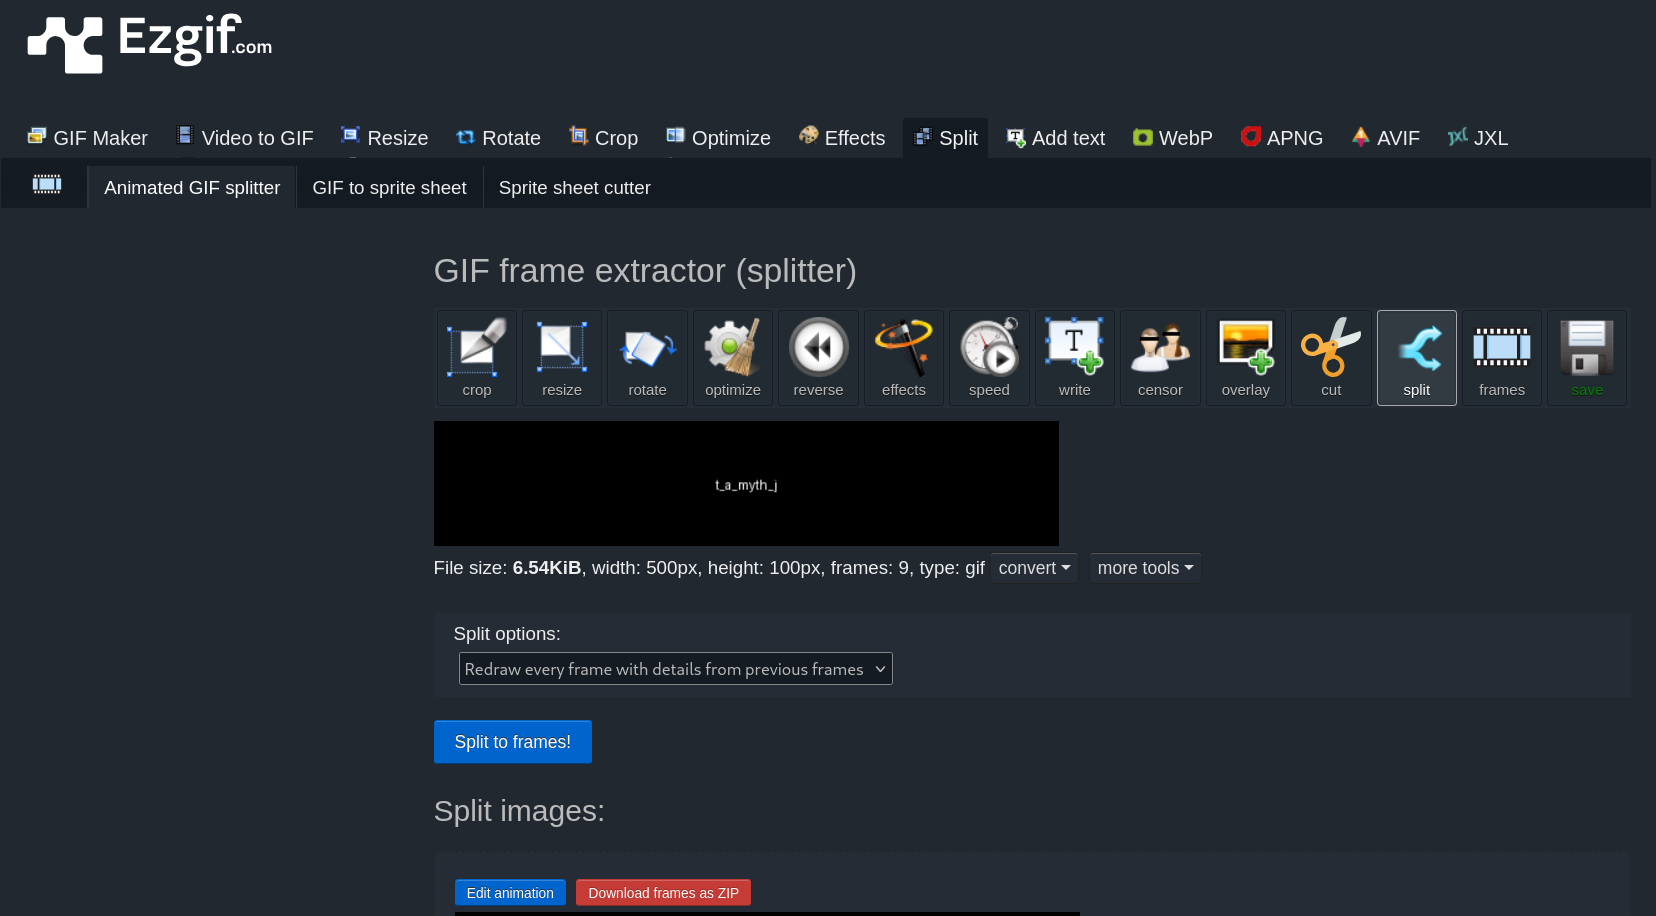 Ezgif.com
GIF Maker Video to GIF Resize Rotate Crop Optimize Effects Split Add text WebP APNG AVIF JXL
Animated GIF splitter GIF to sprite sheet Sprite sheet cutter
GIF frame extractor (splitter)
crop resize rotate optimize reverse effects speed write censor overlay cut split frames save
t_a_myth_j
File size: 6.54KiB, width: 500px, height: 100px, frames: 9, type: gif convert more tools
Split options:
Redraw every frame with details from previous frames
Split to frames!
Split images:
Edit animation Download frames as ZIP